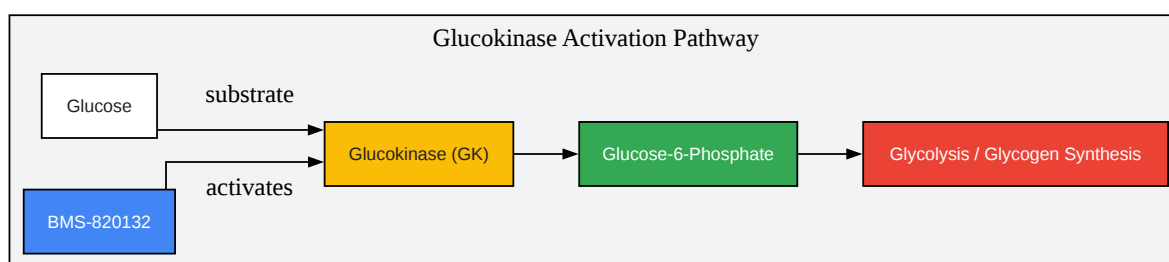 Glucokinase Activation Pathway
Glucose
substrate
Glucokinase (GK)
Glucose-6-Phosphate
Glycolysis / Glycogen Synthesis
activates
BMS-820132